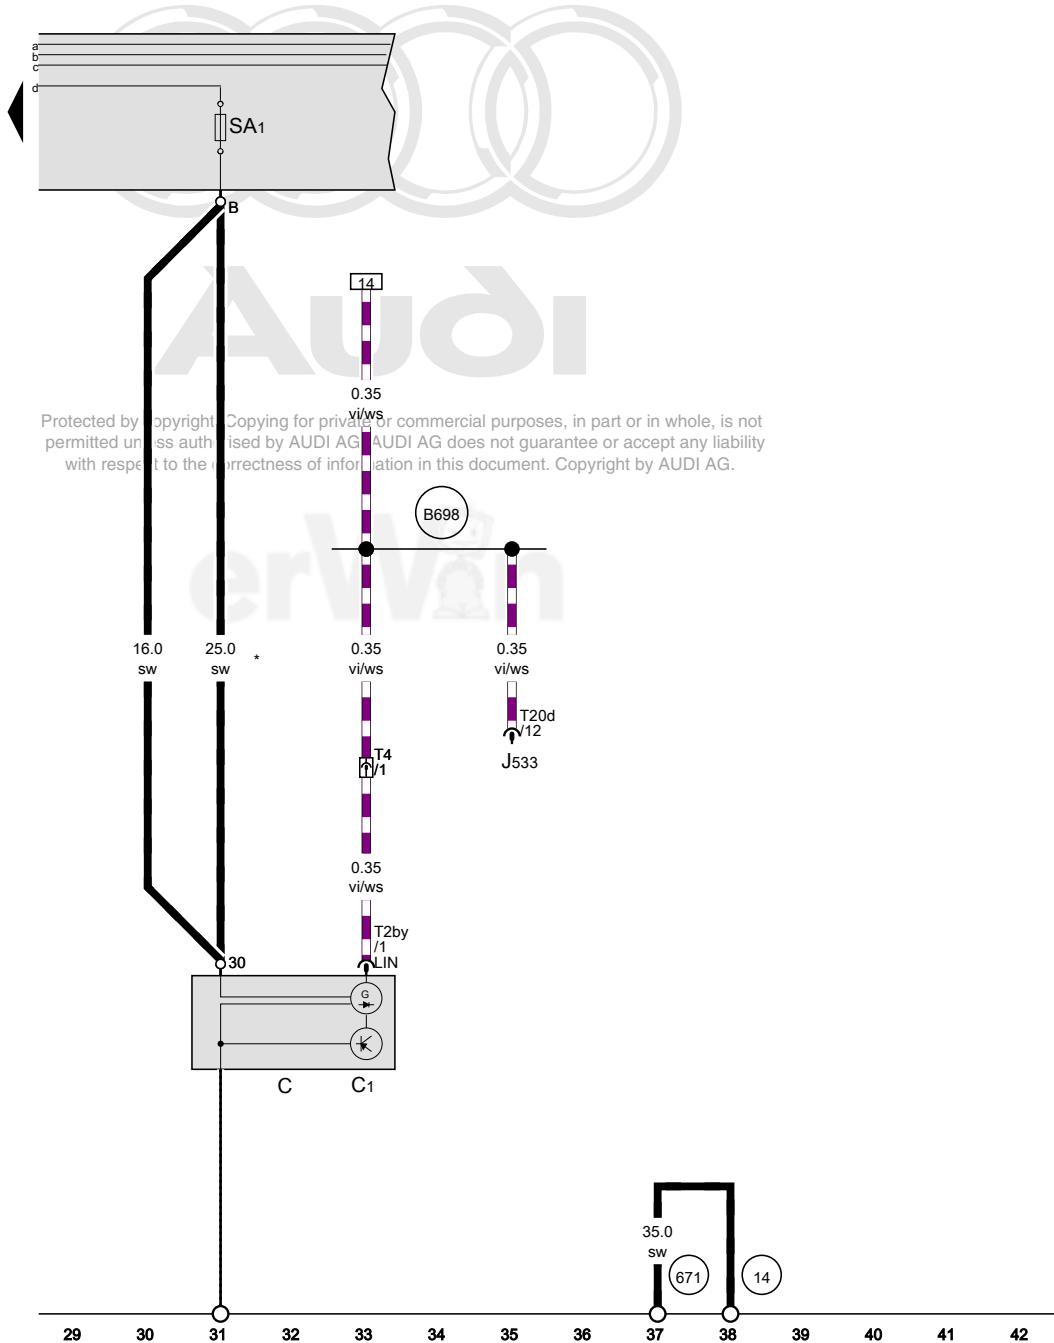 a
b
c
d
SA1
B
Audi
14
0.35
vi/ws
Protected by copyright. Copying for private or commercial purposes, in part or in whole, is not
permitted unless authorised by AUDI AG. AUDI AG does not guarantee or accept any liability
with respect to the correctness of information in this document. Copyright by AUDI AG.
B698
erWin
16.0
sw
25.0
sw
*
0.35
vi/ws
0.35
vi/ws
T20d
/12
J533
T4
/1
0.35
vi/ws
T2by
/1
LIN
30
G
C
C1
35.0
sw
671
14
29 30 31 32 33 34 35 36 37 38 39 40 41 42